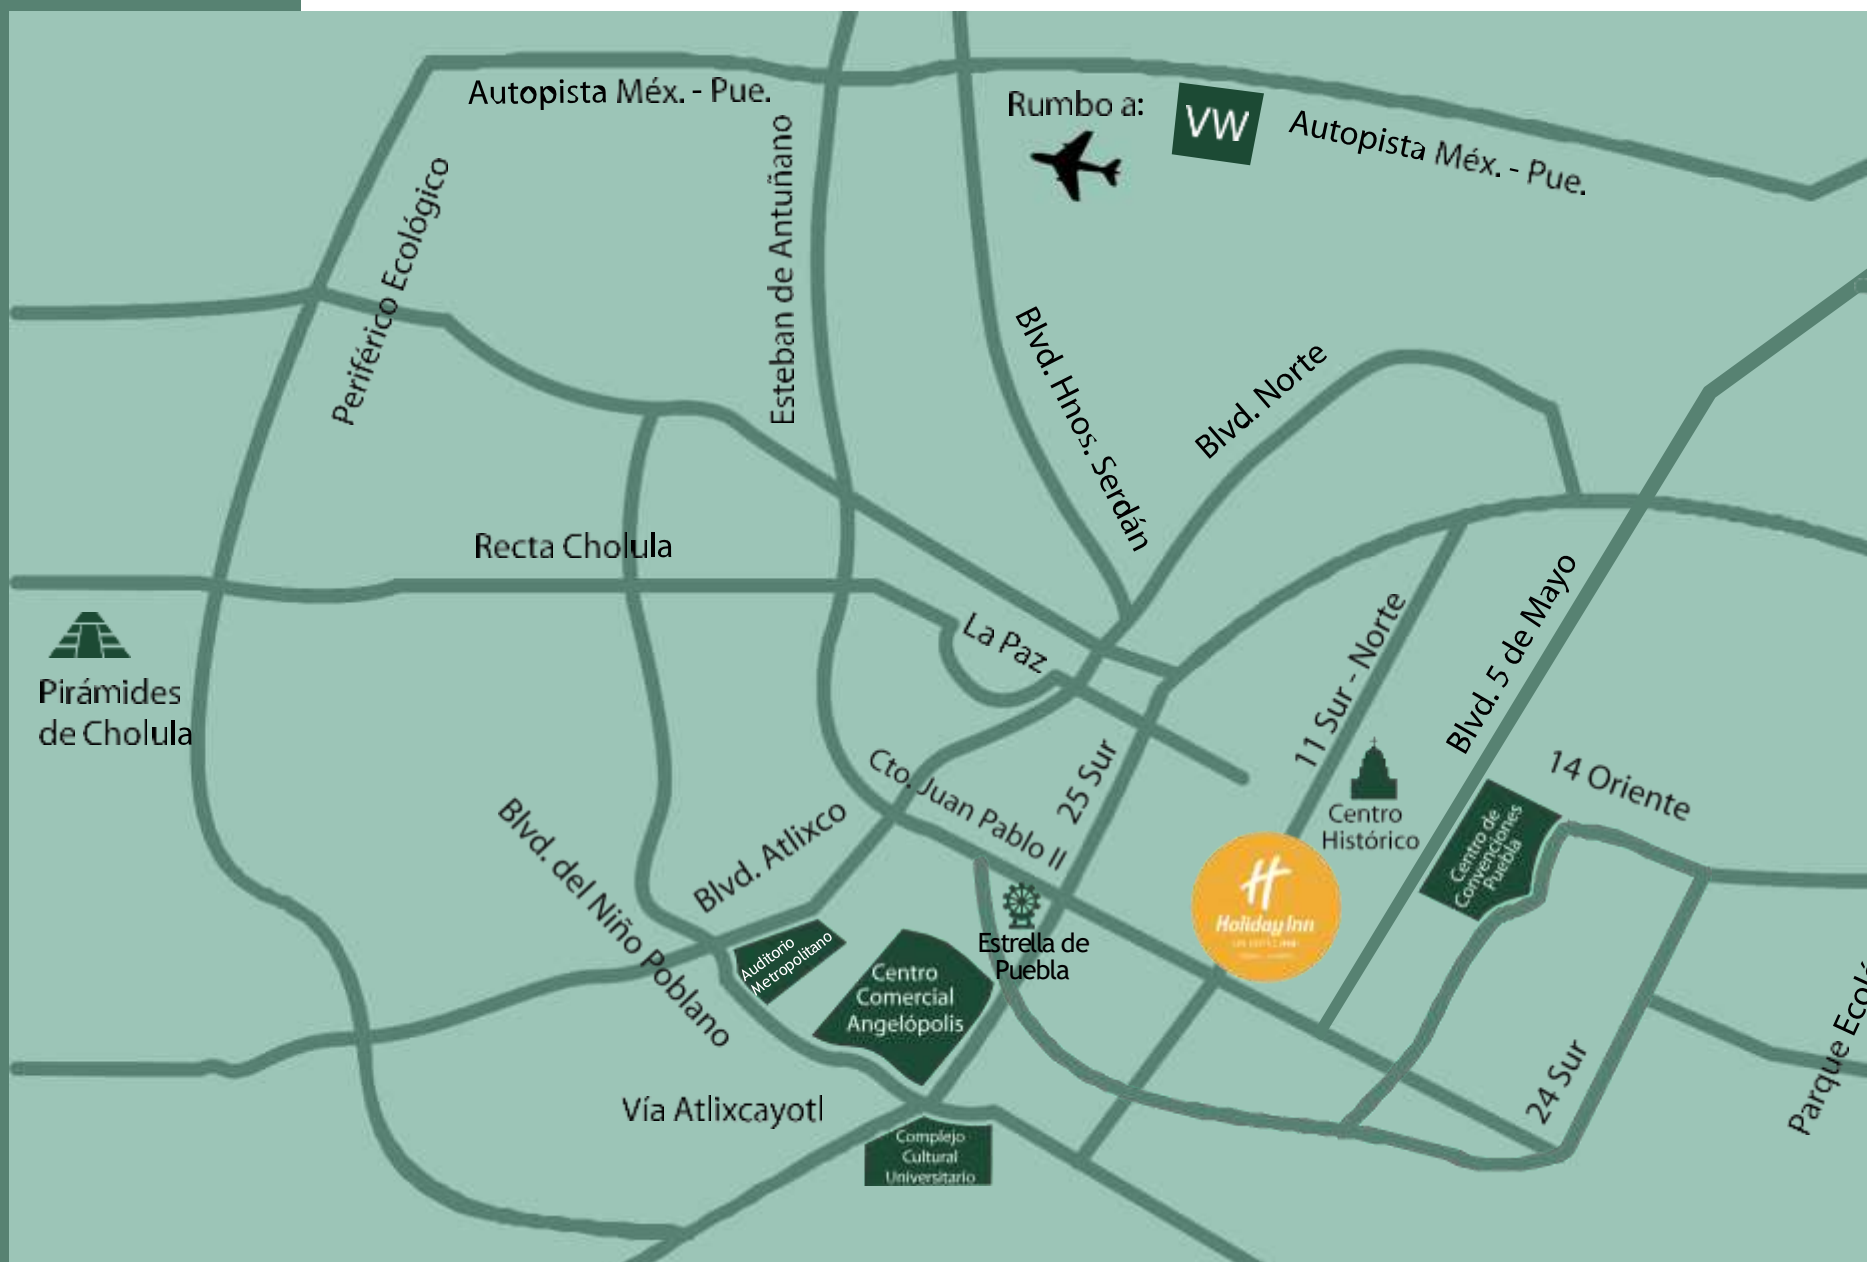 Autopista Méx. - Pue.
Rumbo a:
VW
Autopista Méx. - Pue.
Periférico Ecológico
Esteban de Antuñano
Blvd. Hnos. Serdán
Blvd. Norte
Recta Cholula
La Paz
Pirámides
de Cholula
11 Sur - Norte
Blvd. 5 de Mayo
14 Oriente
Cto. Juan Pablo II
25 Sur
Centro
Histórico
Centro de
Convenciones
Puebla
Blvd. del Niño Poblano
Blvd. Atlixco
Holiday Inn
Auditorio
Metropolitano
Estrella de
Puebla
Centro
Comercial
Angelópolis
Vía Atlixcayotl
24 Sur
Parque Ecoló
Complejo
Cultural
Universitario